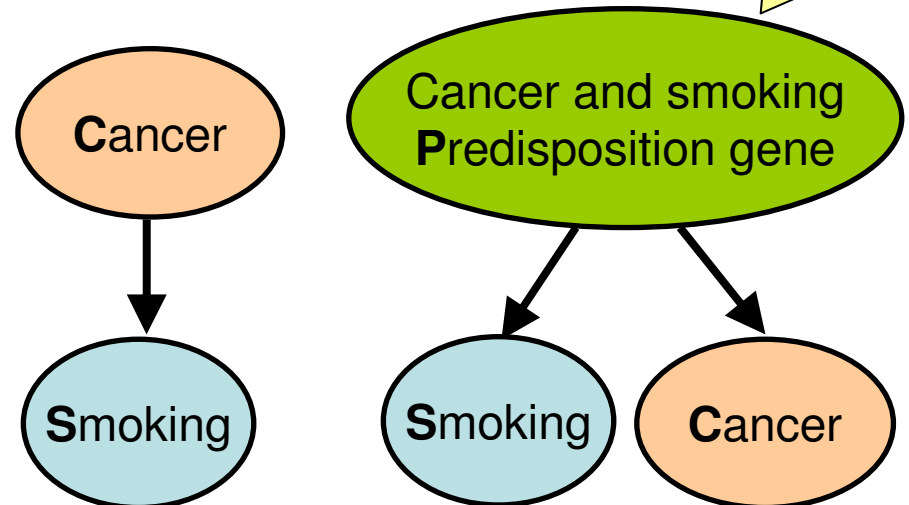 Cancer
Cancer and smoking
Predisposition gene
Smoking
Smoking
Cancer